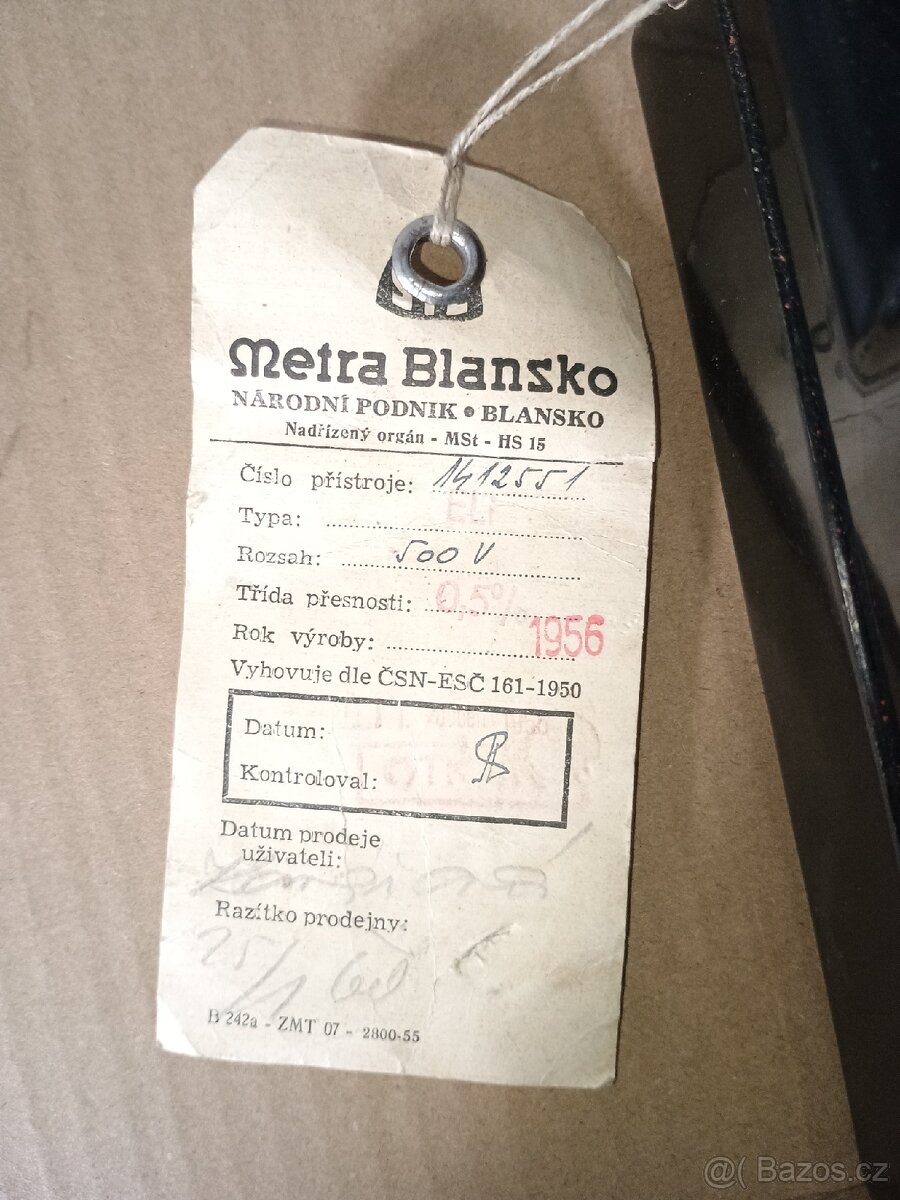 Metra Blansko
NÁRODNÍ PODNIK • BLANSKO
Nadřízený orgán - MSt - HS 15
Číslo přístroje: 1412551
Typa:
Rozsah: 500 V
Třída přesnosti: 0,5%
Rok výroby: 1956
Vyhovuje dle ČSN-ESČ 161-1950
Datum:
Kontroloval:
Datum prodeje
uživateli:
Razítko prodejny:
B 242a - ZMT 07 - 2800-55
@( Bazos.cz